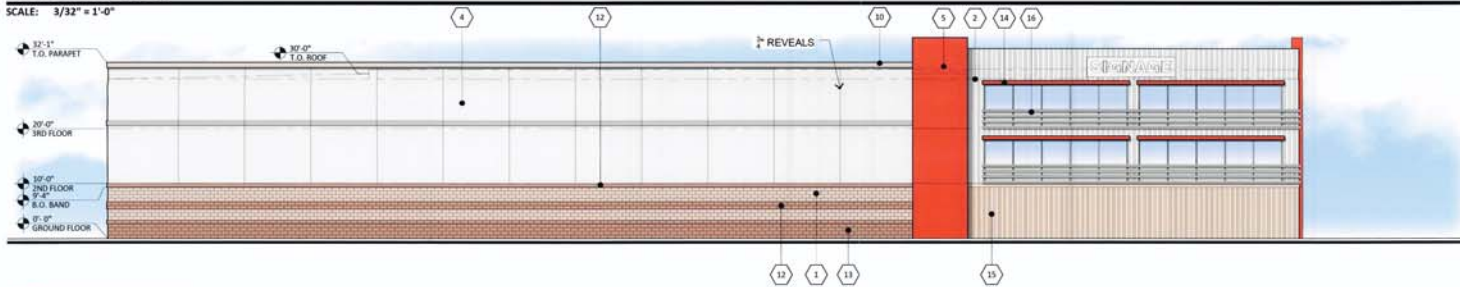 SCALE: 3/32" = 1'-0"
4
12
10
5
2
14
16
32'-1"
T.O. PARAPET
30'-0"
T.O. ROOF
3/4" REVEALS
SIGNAGE
20'-0"
3RD FLOOR
10'-0"
2ND FLOOR
9'-4"
B.O. BAND
0'- 0"
GROUND FLOOR
12
1
13
15